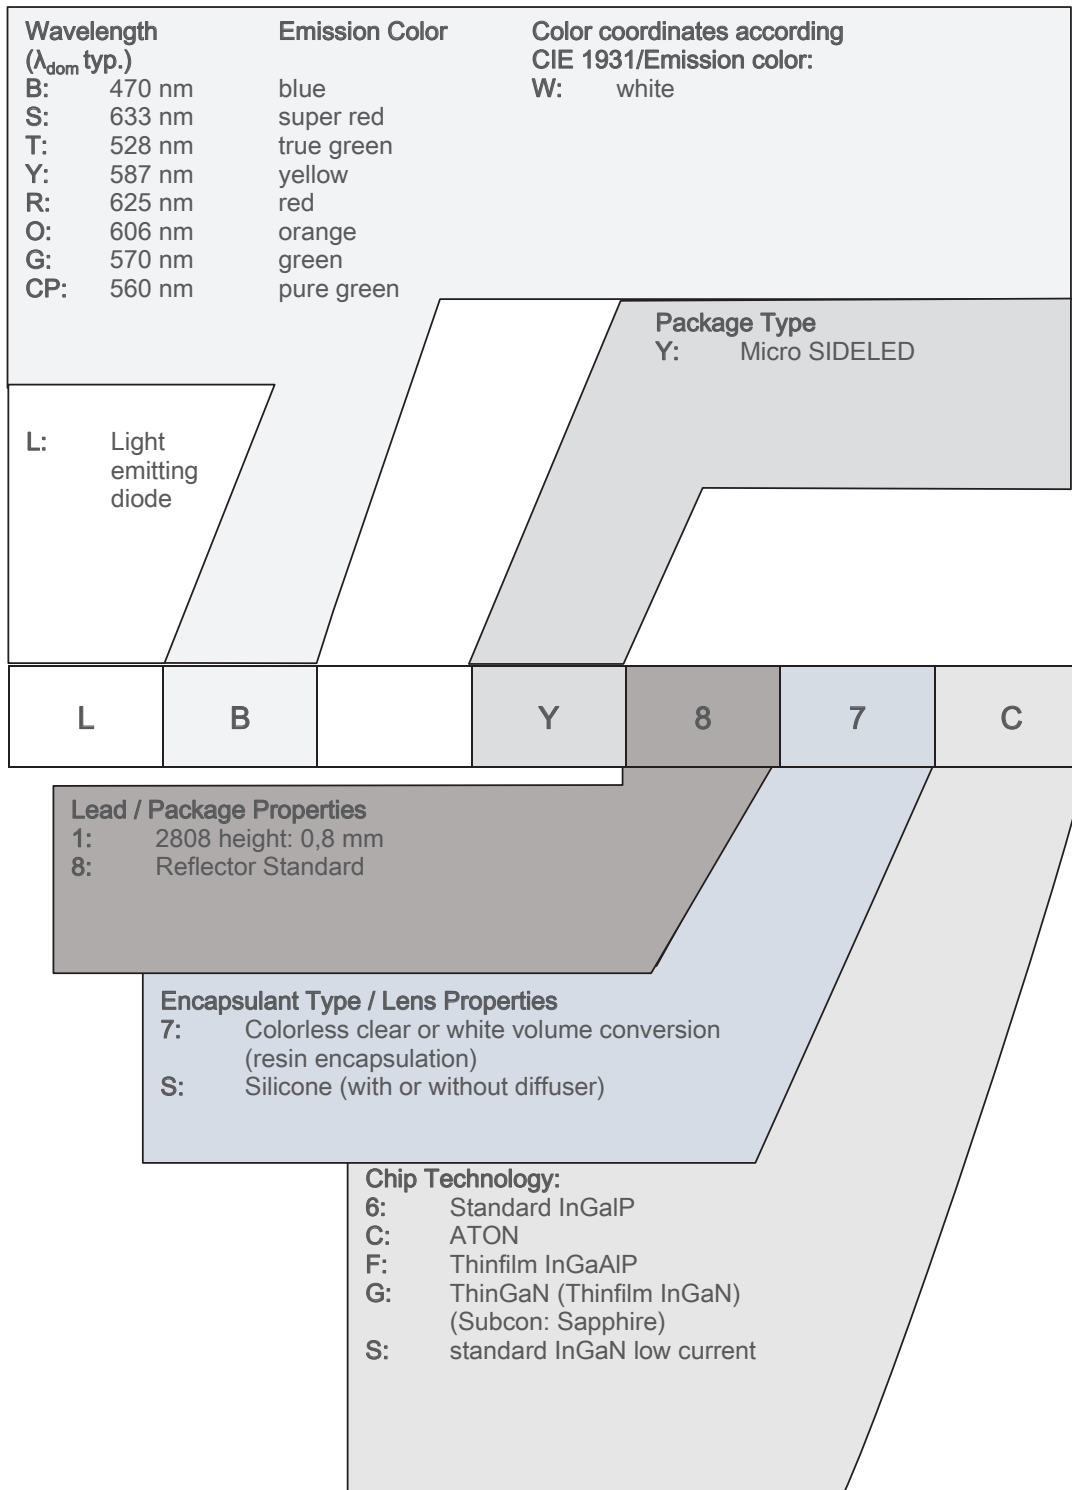 Wavelength Emission Color Color coordinates according
(λdom typ.) CIE 1931/Emission color:
B: 470 nm blue W: white
S: 633 nm super red
T: 528 nm true green
Y: 587 nm yellow
R: 625 nm red
O: 606 nm orange
G: 570 nm green
CP: 560 nm pure green
Package Type
Y: Micro SIDELED
L: Light
emitting
diode
L B Y 8 7 C
Lead / Package Properties
1: 2808 height: 0,8 mm
8: Reflector Standard
Encapsulant Type / Lens Properties
7: Colorless clear or white volume conversion
(resin encapsulation)
S: Silicone (with or without diffuser)
Chip Technology:
6: Standard InGalP
C: ATON
F: Thinfilm InGaAlP
G: ThinGaN (Thinfilm InGaN)
(Subcon: Sapphire)
S: standard InGaN low current